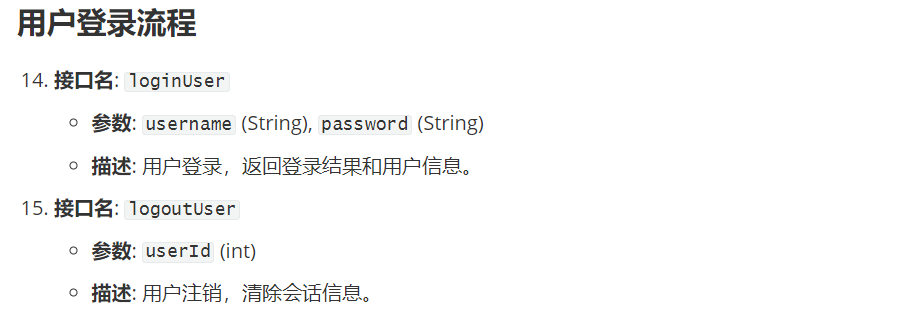 用户登录流程
14. 接口名: loginUser
○ 参数: username (String), password (String)
○ 描述: 用户登录，返回登录结果和用户信息。
15. 接口名: logoutUser
○ 参数: userId (int)
○ 描述: 用户注销，清除会话信息。